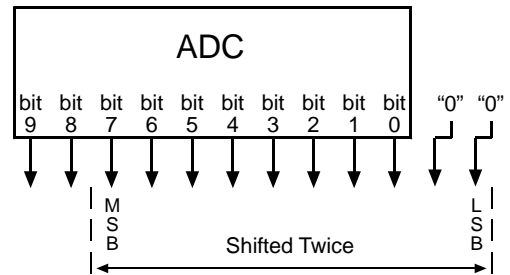 ADC
bit bit bit bit bit bit bit bit bit bit “0” “0”
9 8 7 6 5 4 3 2 1 0
MSB LSB
Shifted Twice